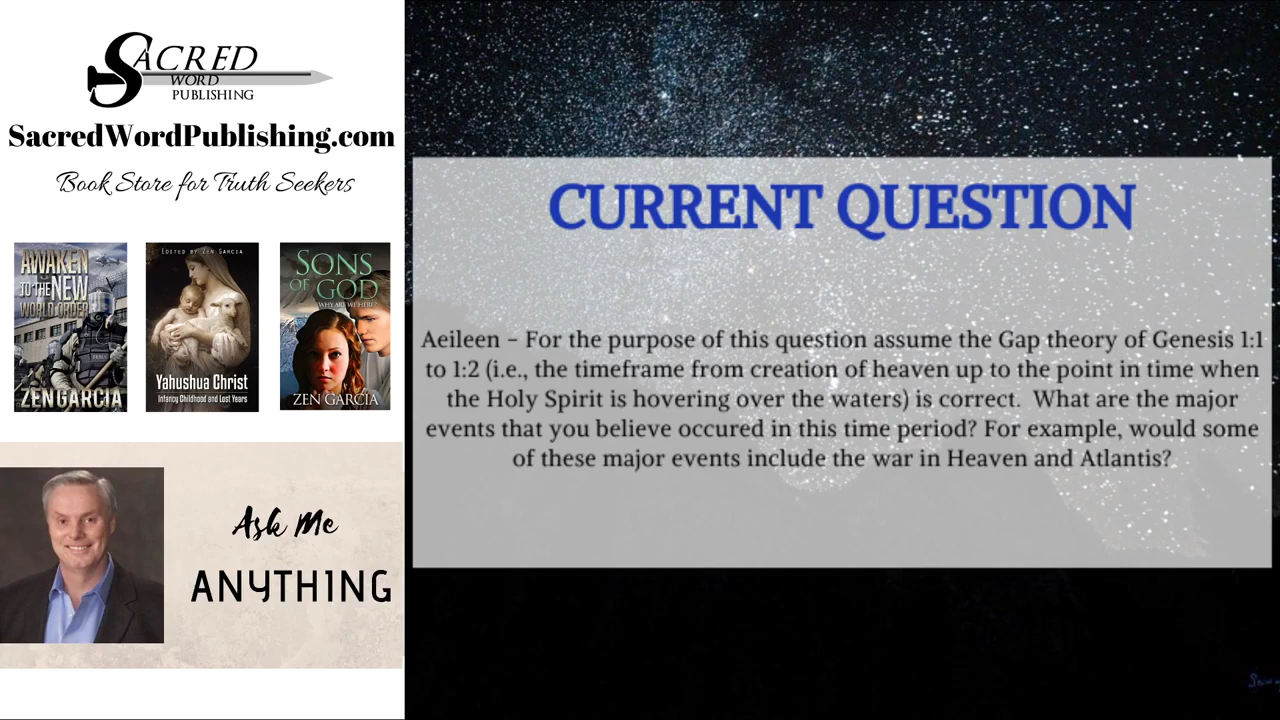 SACRED
WORD
PUBLISHING
SacredWordPublishing.com
Book Store for Truth Seekers
AWAKEN
TO THE NEW
WORLD ORDER
ZEN GARCIA
EDITED BY ZEN GARCIA
Yahushua Christ
Infancy Childhood and Lost Years
SONS
OF GOD
WHY ARE WE HERE?
ZEN GARCIA
Ask Me
ANYTHING
CURRENT QUESTION
Aeileen – For the purpose of this question assume the Gap theory of Genesis 1:1
to 1:2 (i.e., the timeframe from creation of heaven up to the point in time when
the Holy Spirit is hovering over the waters) is correct. What are the major
events that you believe occured in this time period? For example, would some
of these major events include the war in Heaven and Atlantis?